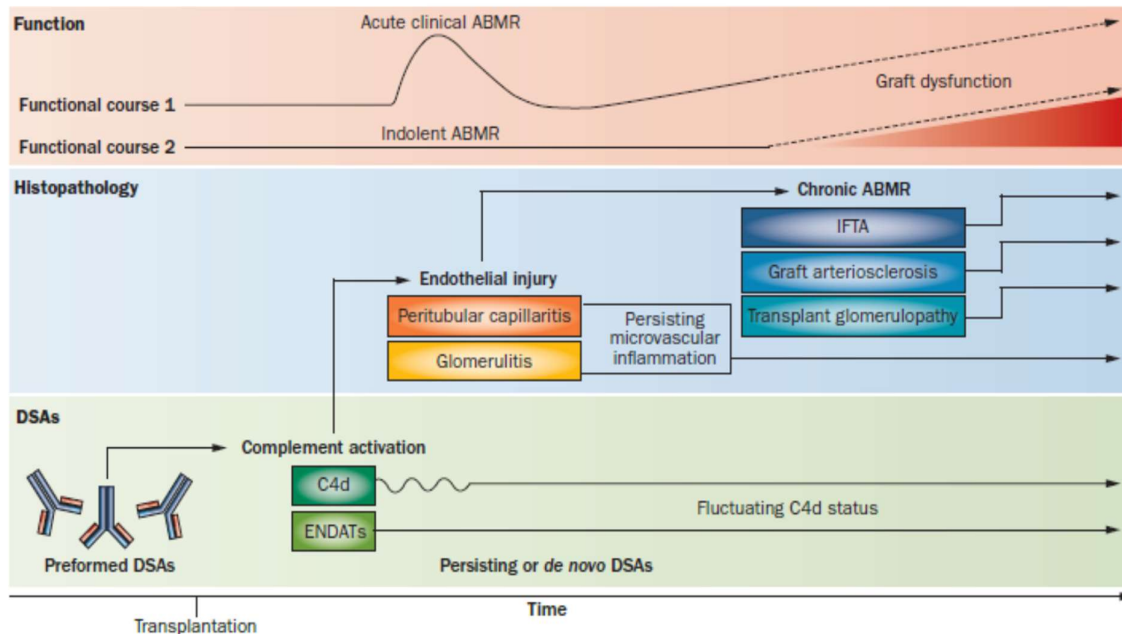 Function
Acute clinical ABMR
Graft dysfunction
Functional course 1
Indolent ABMR
Functional course 2
Histopathology
Chronic ABMR
IFTA
Endothelial injury
Graft arteriosclerosis
Peritubular capillaritis
Persisting
microvascular
inflammation
Transplant glomerulopathy
Glomerulitis
DSAs
Complement activation
C4d
Fluctuating C4d status
ENDATs
Preformed DSAs
Persisting or de novo DSAs
Time
Transplantation